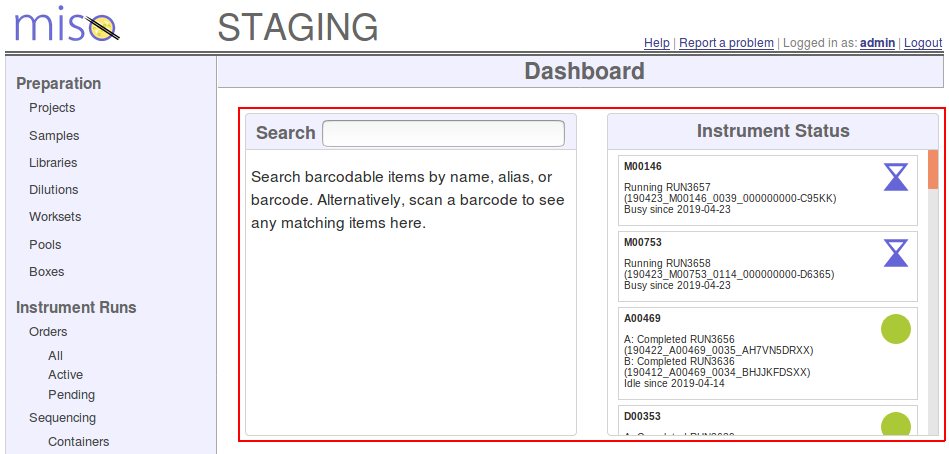 miso
STAGING
Help | Report a problem | Logged in as: admin | Logout
Preparation
Projects
Samples
Libraries
Dilutions
Worksets
Pools
Boxes
Instrument Runs
Orders
All
Active
Pending
Sequencing
Containers
Dashboard
Search
Search barcodable items by name, alias, or
barcode. Alternatively, scan a barcode to see
any matching items here.
Instrument Status
M00146
Running RUN3657
(190423_M00146_0039_000000000-C95KK)
Busy since 2019-04-23
M00753
Running RUN3658
(190423_M00753_0114_000000000-D6365)
Busy since 2019-04-23
A00469
A: Completed RUN3656
(190422_A00469_0035_AH7VN5DRXX)
B: Completed RUN3636
(190412_A00469_0034_BHJJKFDSXX)
Idle since 2019-04-14
D00353